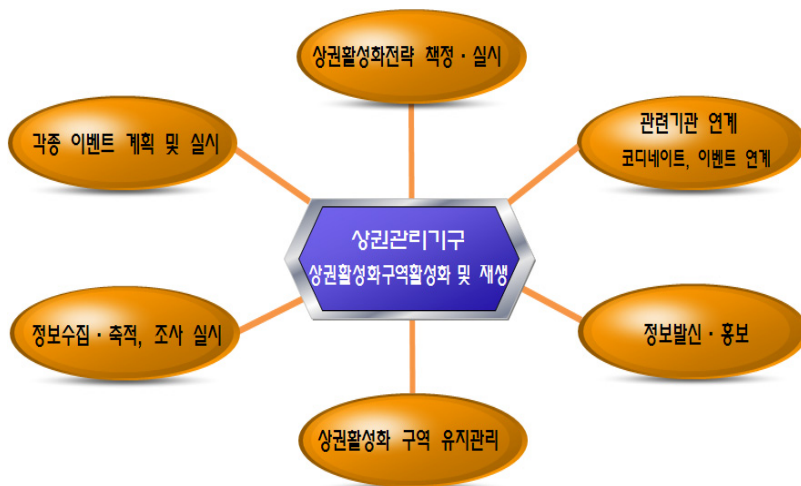 상권활성화전략 책정·실시
각종 이벤트 계획 및 실시
관련기관 연계
코디네이트, 이벤트 연계
상권관리기구
상권활성화구역활성화 및 재생
정보수집·축적, 조사 실시
정보발신·홍보
상권활성화 구역 유지관리